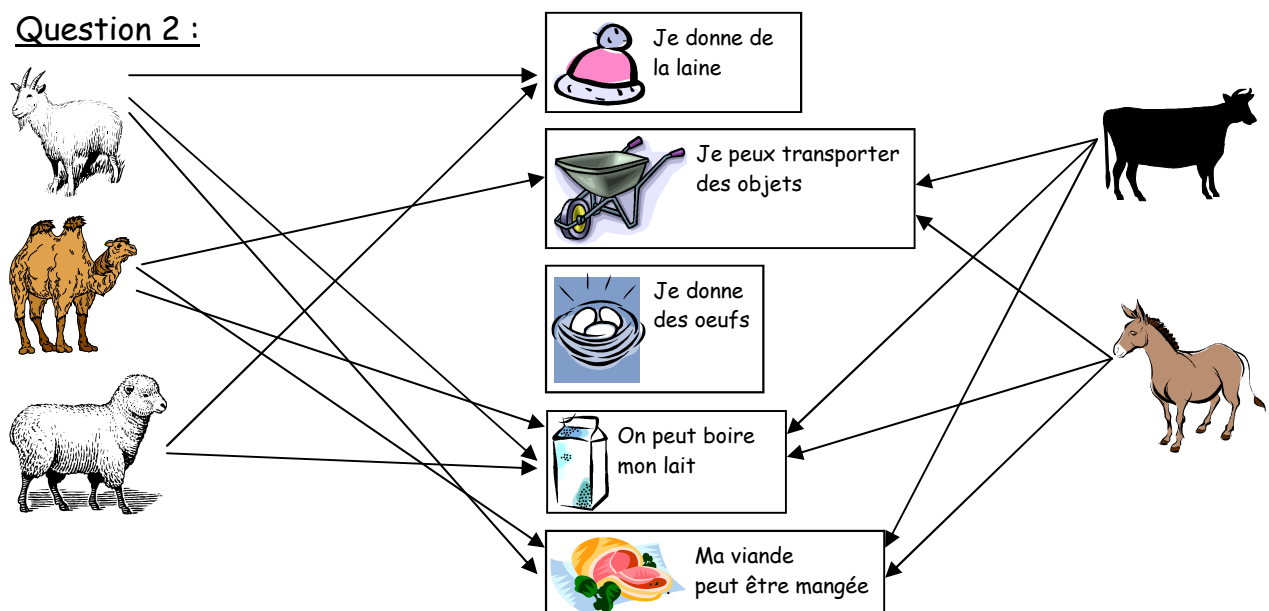 Question 2 :
Je donne de
la laine
Je peux transporter
des objets
Je donne
des oeufs
On peut boire
mon lait
Ma viande
peut être mangée